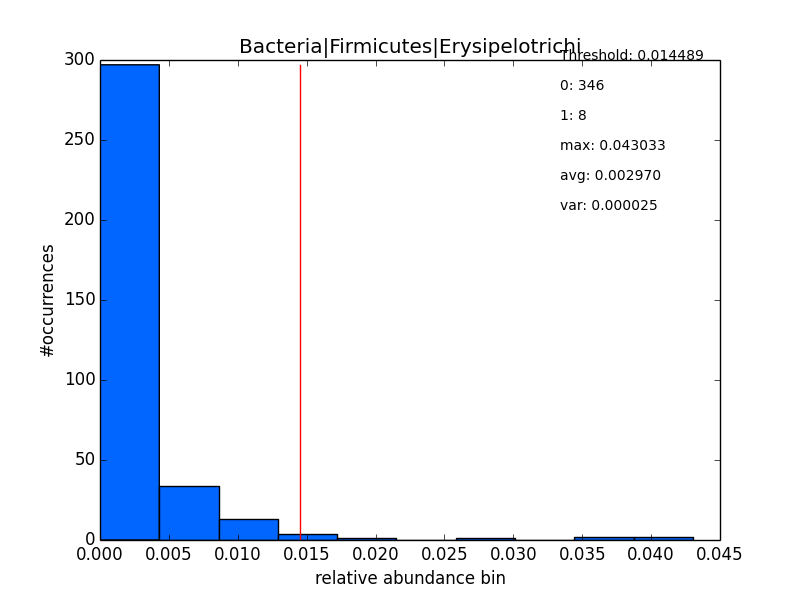 Bacteria|Firmicutes|Erysipelotrichi
Threshold: 0.014489
0: 346
1: 8
max: 0.043033
avg: 0.002970
var: 0.000025
300
250
200
150
100
50
0
#occurrences
0.000 0.005 0.010 0.015 0.020 0.025 0.030 0.035 0.040 0.045
relative abundance bin